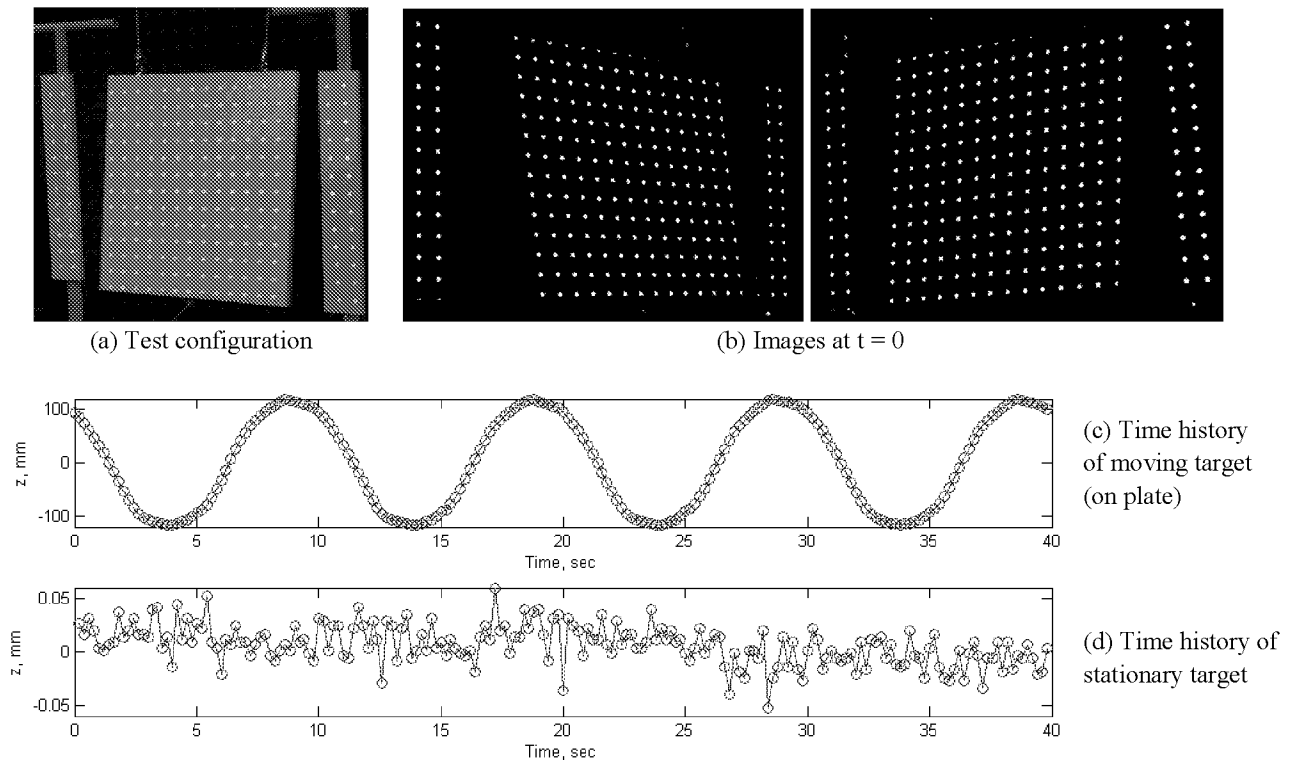 (a) Test configuration
(b) Images at t = 0
100
0
-100
z, mm
0 5 10 15 20 25 30 35 40
Time, sec
(c) Time history
of moving target
(on plate)
0.05
0
-0.05
z, mm
0 5 10 15 20 25 30 35 40
Time, sec
(d) Time history of
stationary target